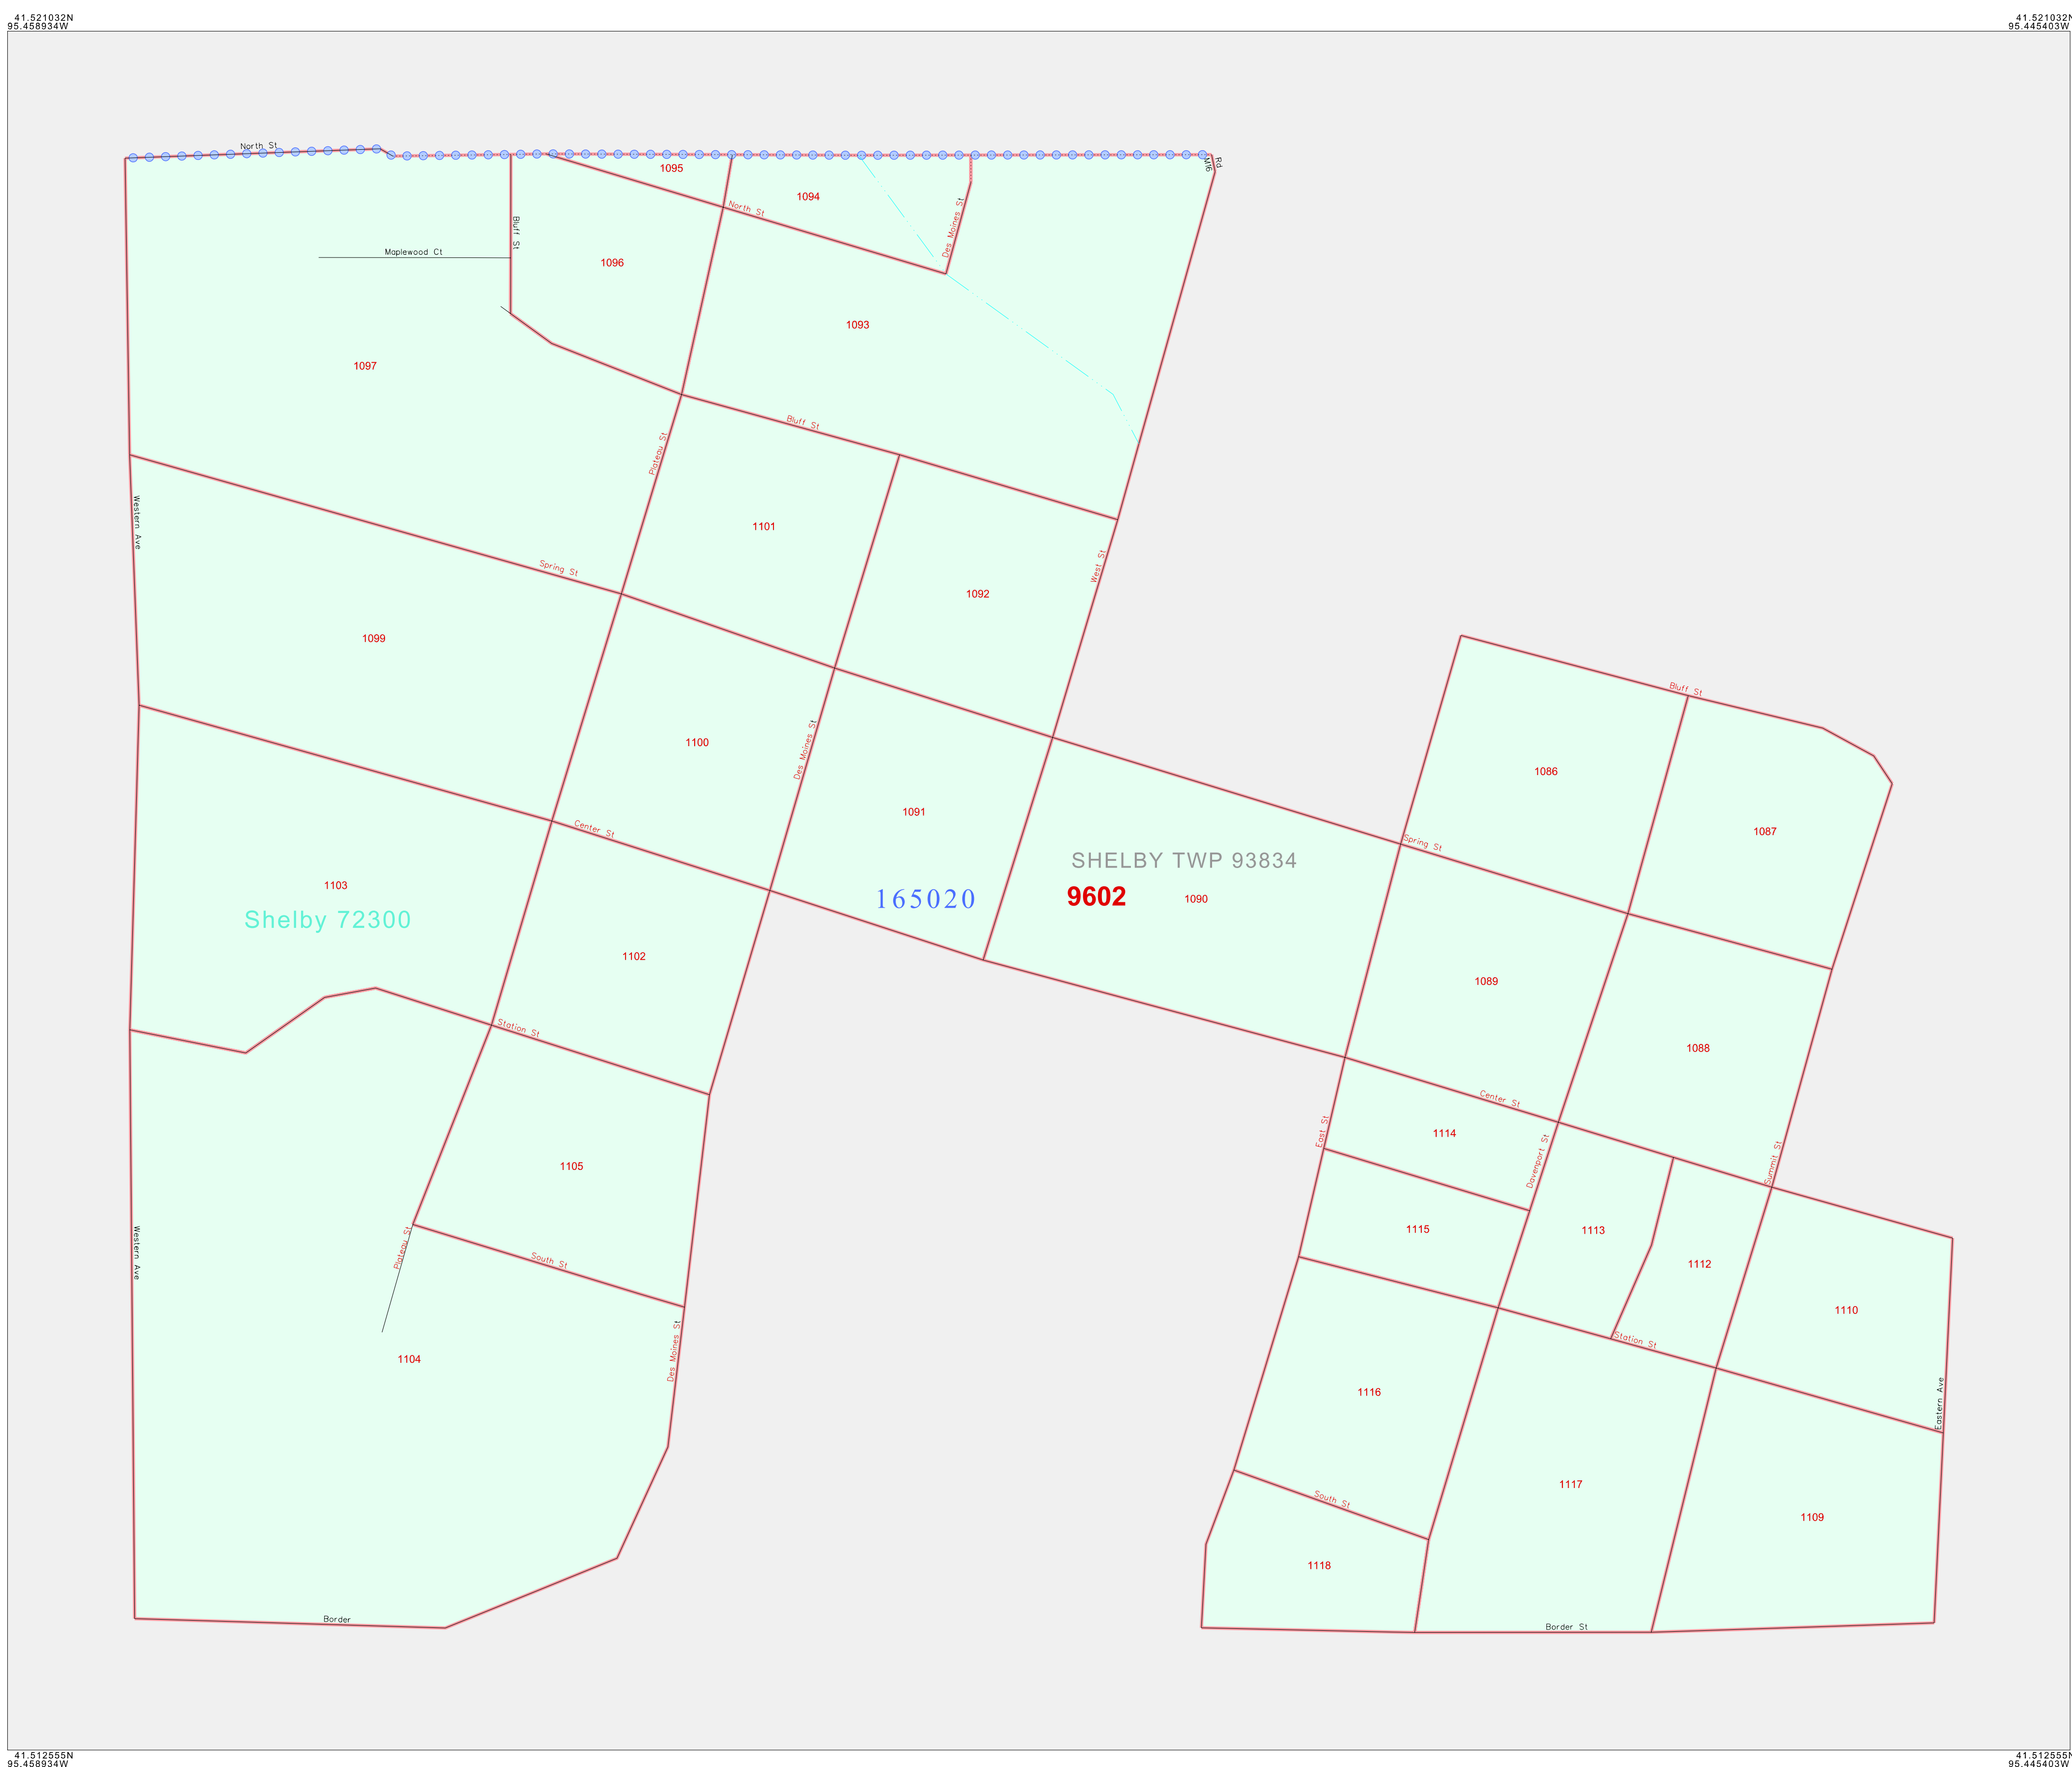 41.521032N
95.458934W
41.521032N
95.445403W
North St
Rd
M16
1095
1094
North St
Des Moines St
Bluff St
Maplewood Ct
1096
1093
1097
Bluff St
Plateau St
Western Ave
1101
West St
Spring St
1092
1099
Bluff St
Des Moines St
1100
1086
1091
Center St
1087
Spring St
SHELBY TWP 93834
1103
165020
9602
1090
Shelby 72300
1102
1089
Station St
1088
Center St
East St
1114
Davenport St
Summit St
1105
1115
1113
Plateau St
Western Ave
South St
1112
1110
Station St
Des Moines St
1104
Eastern Ave
1116
1117
South St
1109
1118
Border
Border St
41.512555N
95.458934W
41.512555N
95.445403W